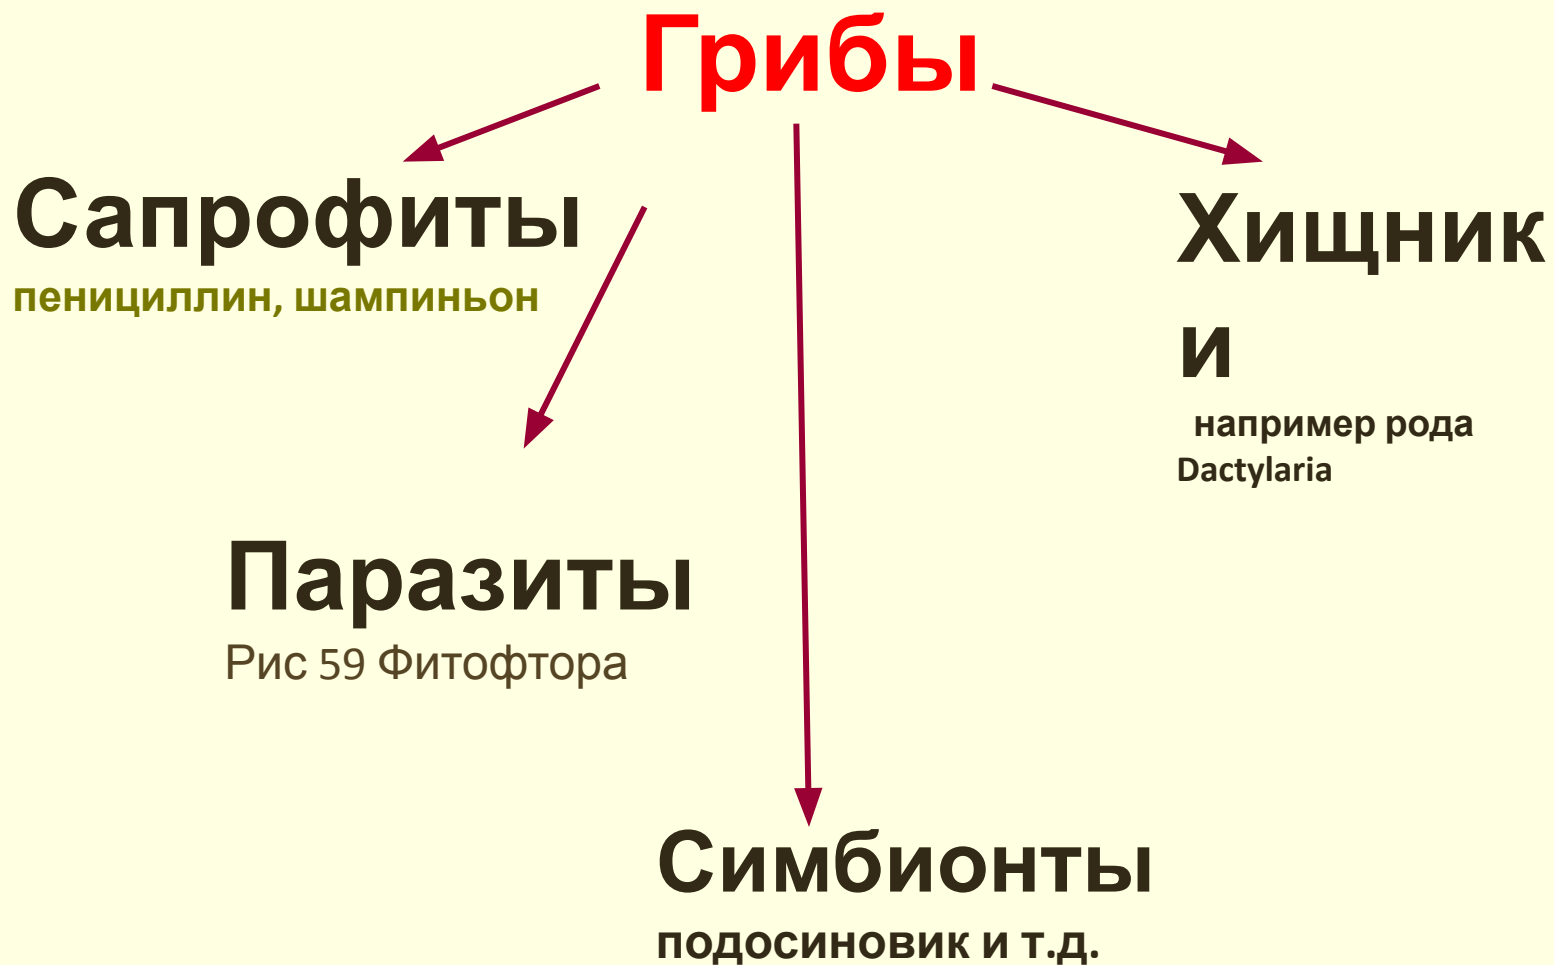 Грибы
Сапрофиты
пенициллин, шампиньон
Хищник
и
например рода
Dactylaria
Паразиты
Рис 59 Фитофтора
Симбионты
подосиновик и т.д.